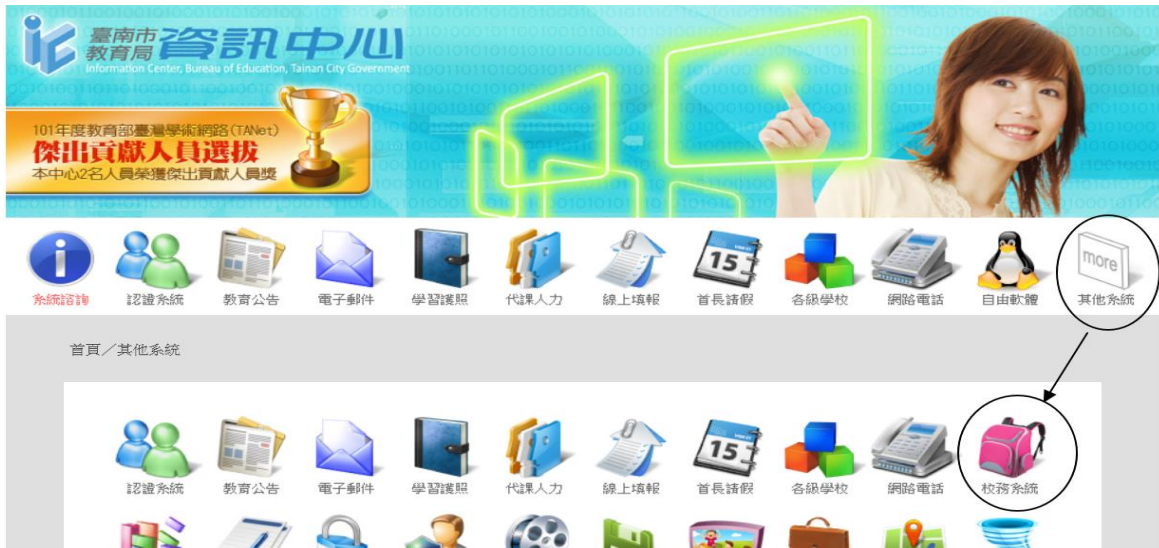 臺南市
教育局 資訊中心
Information Center, Bureau of Education, Tainan City Government
101年度教育部臺灣學術網路(TANet)
傑出貢獻人員選拔
本中心2名人員榮獲傑出貢獻人員獎
15 more
系統諮詢 認證系統 教育公告 電子郵件 學習護照 代課人力 線上填報 首長請假 各級學校 網路電話 自由軟體 其他系統
首頁／其他系統
15
認證系統 教育公告 電子郵件 學習護照 代課人力 線上填報 首長請假 各級學校 網路電話 校務系統